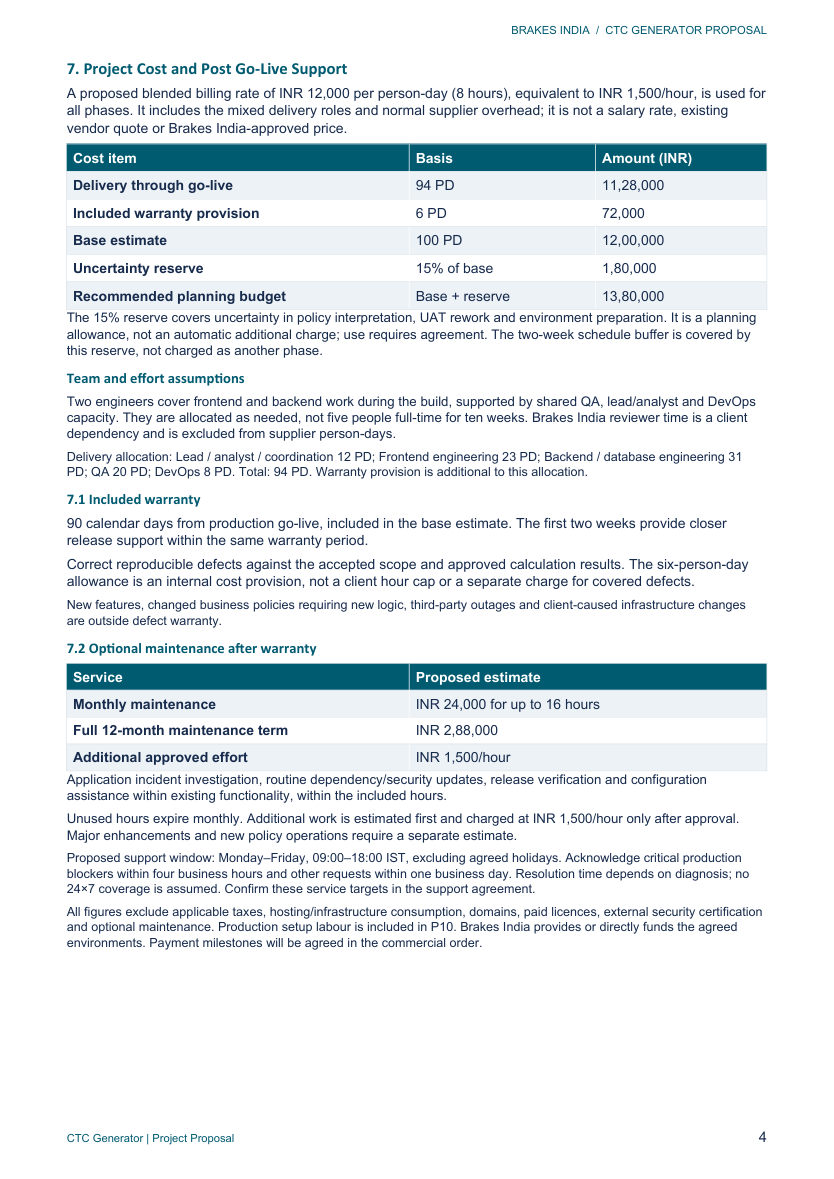 BRAKES INDIA / CTC GENERATOR PROPOSAL
7. Project Cost and Post Go-Live Support
A proposed blended billing rate of INR 12,000 per person-day (8 hours), equivalent to INR 1,500/hour, is used for
all phases. It includes the mixed delivery roles and normal supplier overhead; it is not a salary rate, existing
vendor quote or Brakes India-approved price.
Cost item Basis Amount (INR)
Delivery through go-live 94 PD 11,28,000
Included warranty provision 6 PD 72,000
Base estimate 100 PD 12,00,000
Uncertainty reserve 15% of base 1,80,000
Recommended planning budget Base + reserve 13,80,000
The 15% reserve covers uncertainty in policy interpretation, UAT rework and environment preparation. It is a planning
allowance, not an automatic additional charge; use requires agreement. The two-week schedule buffer is covered by
this reserve, not charged as another phase.
Team and effort assumptions
Two engineers cover frontend and backend work during the build, supported by shared QA, lead/analyst and DevOps
capacity. They are allocated as needed, not five people full-time for ten weeks. Brakes India reviewer time is a client
dependency and is excluded from supplier person-days.
Delivery allocation: Lead / analyst / coordination 12 PD; Frontend engineering 23 PD; Backend / database engineering 31
PD; QA 20 PD; DevOps 8 PD. Total: 94 PD. Warranty provision is additional to this allocation.
7.1 Included warranty
90 calendar days from production go-live, included in the base estimate. The first two weeks provide closer
release support within the same warranty period.
Correct reproducible defects against the accepted scope and approved calculation results. The six-person-day
allowance is an internal cost provision, not a client hour cap or a separate charge for covered defects.
New features, changed business policies requiring new logic, third-party outages and client-caused infrastructure changes
are outside defect warranty.
7.2 Optional maintenance after warranty
Service Proposed estimate
Monthly maintenance INR 24,000 for up to 16 hours
Full 12-month maintenance term INR 2,88,000
Additional approved effort INR 1,500/hour
Application incident investigation, routine dependency/security updates, release verification and configuration
assistance within existing functionality, within the included hours.
Unused hours expire monthly. Additional work is estimated first and charged at INR 1,500/hour only after approval.
Major enhancements and new policy operations require a separate estimate.
Proposed support window: Monday–Friday, 09:00–18:00 IST, excluding agreed holidays. Acknowledge critical production
blockers within four business hours and other requests within one business day. Resolution time depends on diagnosis; no
24×7 coverage is assumed. Confirm these service targets in the support agreement.
All figures exclude applicable taxes, hosting/infrastructure consumption, domains, paid licences, external security certification
and optional maintenance. Production setup labour is included in P10. Brakes India provides or directly funds the agreed
environments. Payment milestones will be agreed in the commercial order.
CTC Generator | Project Proposal 4